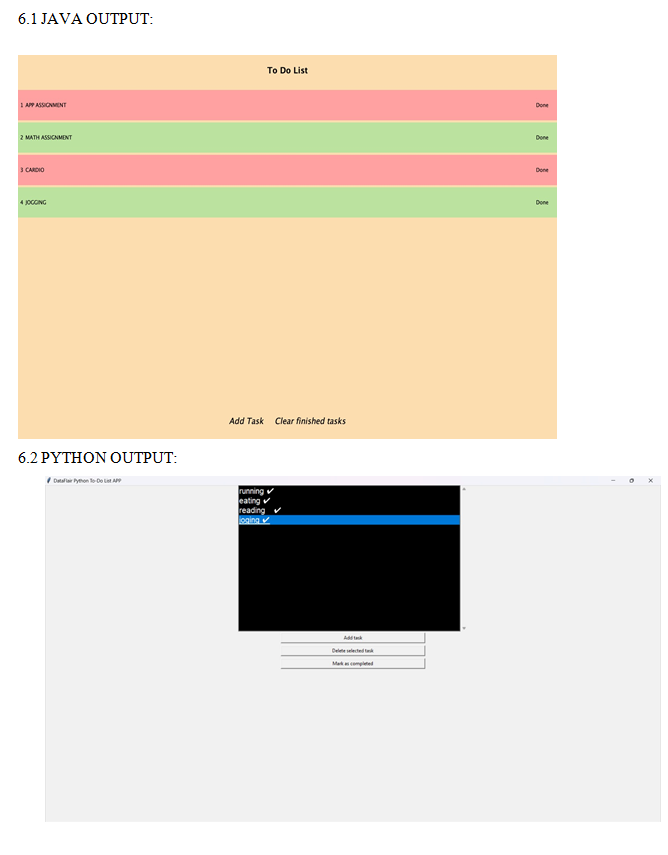 6.1 JAVA OUTPUT:
To Do List
1 APP ASSIGNMENT Done
2 MATH ASSIGNMENT Done
3 CARDIO Done
4 JOGGING Done
Add Task Clear finished tasks
6.2 PYTHON OUTPUT:
DataFlair Python To-Do List APP
running ✔
eating ✔
reading ✔
joging ✔
Add task
Delete selected task
Mark as completed